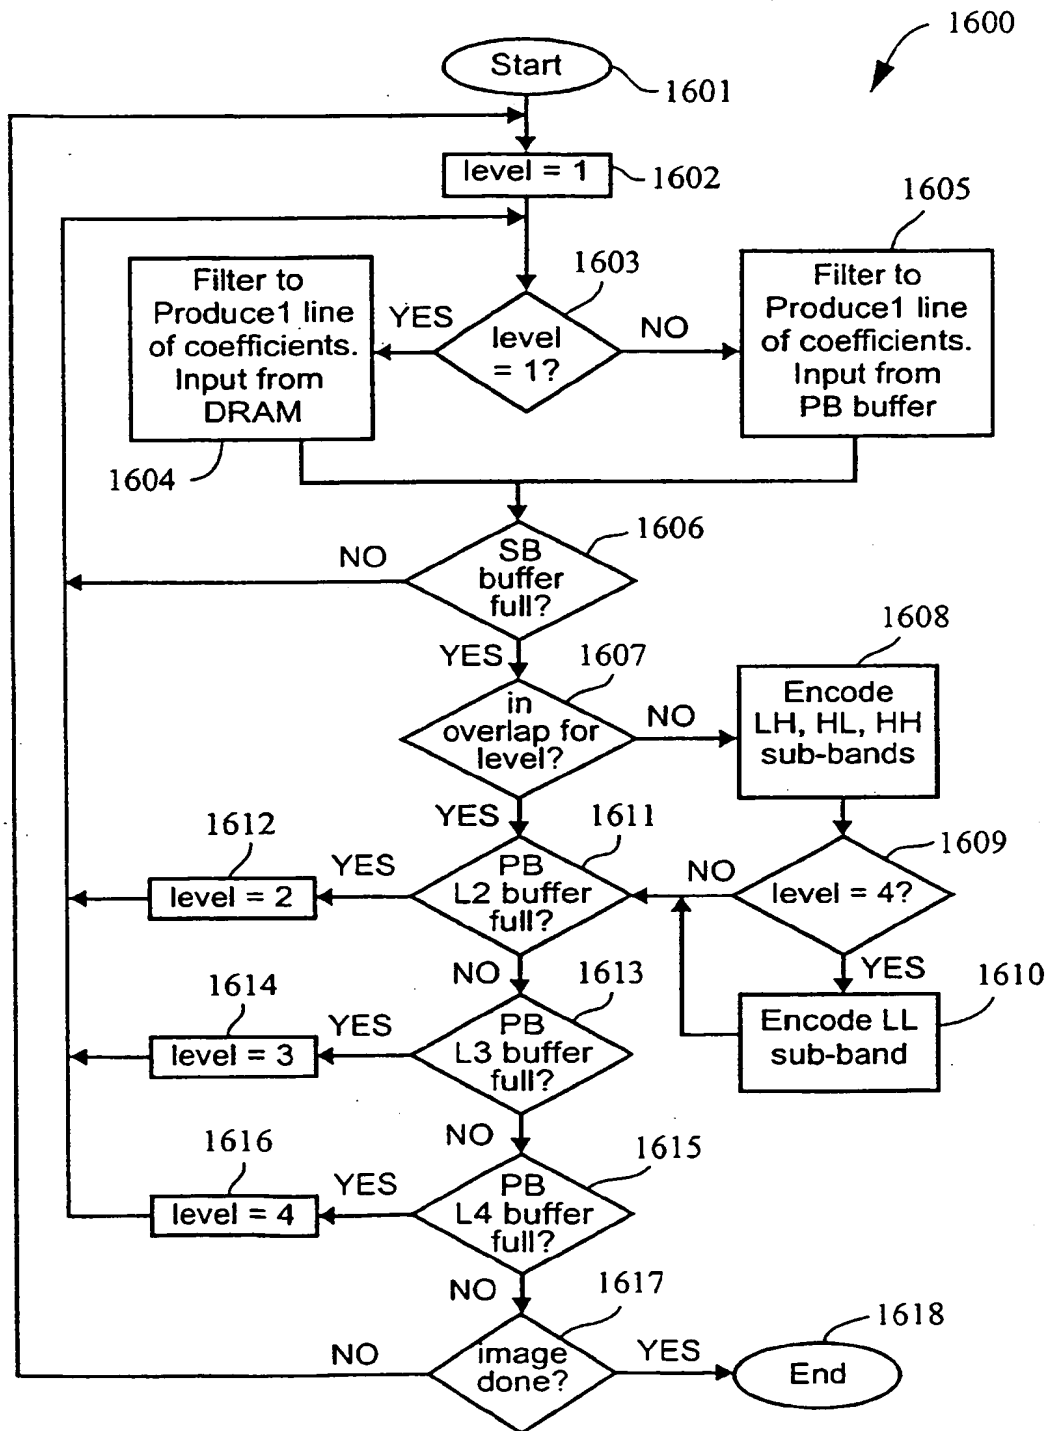 1600
Start
1601
level = 1
1602
1605
1603
Filter to
Produce1 line
of coefficients.
Input from
DRAM
YES
level
= 1?
NO
Filter to
Produce1 line
of coefficients.
Input from
PB buffer
1604
1606
NO
SB
buffer
full?
YES
1607
1608
in
overlap for
level?
NO
Encode
LH, HL, HH
sub-bands
YES
1611
1612
1609
YES
PB
L2 buffer
full?
level = 2
NO
level = 4?
NO
1613
YES
1610
1614
YES
PB
L3 buffer
full?
level = 3
Encode LL
sub-band
NO
1615
1616
YES
PB
L4 buffer
full?
level = 4
NO
1617
1618
NO
image
done?
YES
End